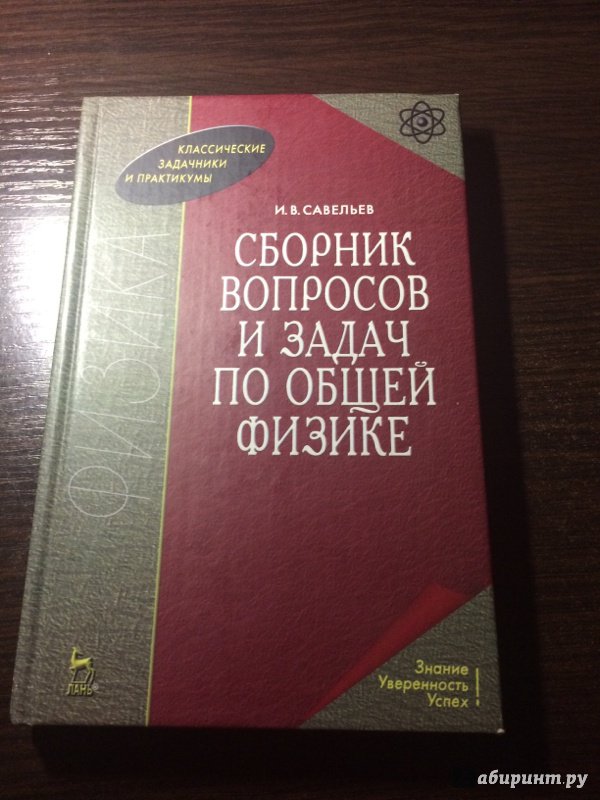 КЛАССИЧЕСКИЕ
ЗАДАЧНИКИ
И ПРАКТИКУМЫ
И. В. САВЕЛЬЕВ
СБОРНИК
ВОПРОСОВ
И ЗАДАЧ
ПО ОБЩЕЙ
ФИЗИКЕ
ФИЗИКА
ЛАНЬ®
Знание
Уверенность
Успех!
абиринт.ру